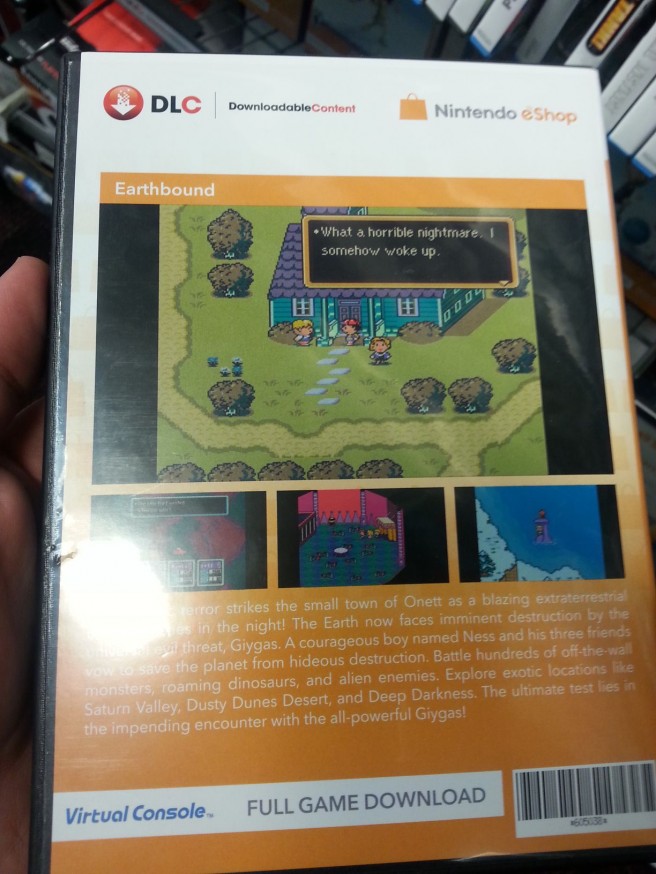 DLC DownloadableContent Nintendo eShop
Earthbound
•What a horrible nightmare. I
somehow woke up.
terror strikes the small town of Onett as a blazing extraterrestrial
in the night! The Earth now faces imminent destruction by the
threat, Giygas. A courageous boy named Ness and his three friends
vow to save the planet from hideous destruction. Battle hundreds of off-the-wall
monsters, roaming dinosaurs, and alien enemies. Explore exotic locations like
Saturn Valley, Dusty Dunes Desert, and Deep Darkness. The ultimate test lies in
the impending encounter with the all-powerful Giygas!
Virtual Console™ FULL GAME DOWNLOAD
*605038*